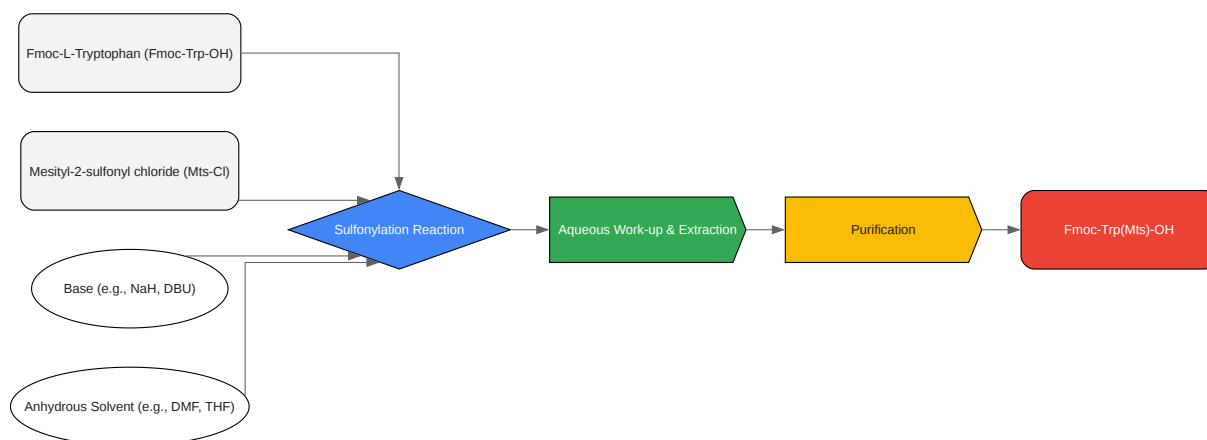 Fmoc-L-Tryptophan (Fmoc-Trp-OH)
Mesityl-2-sulfonyl chloride (Mts-Cl)
Base (e.g., NaH, DBU)
Anhydrous Solvent (e.g., DMF, THF)
Sulfonylation Reaction
Aqueous Work-up & Extraction
Purification
Fmoc-Trp(Mts)-OH